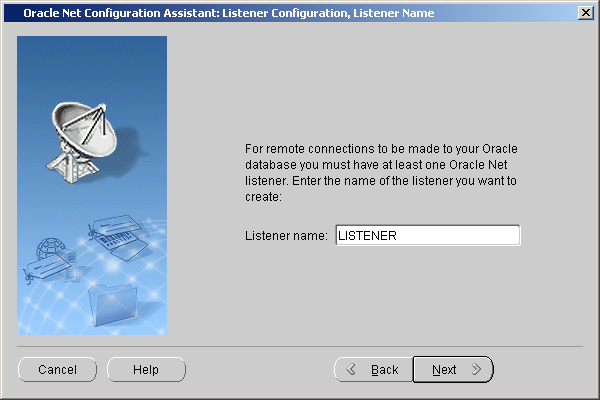 Oracle Net Configuration Assistant: Listener Configuration, Listener Name
For remote connections to be made to your Oracle
database you must have at least one Oracle Net
listener. Enter the name of the listener you want to
create:
Listener name: LISTENER
Cancel Help Back Next